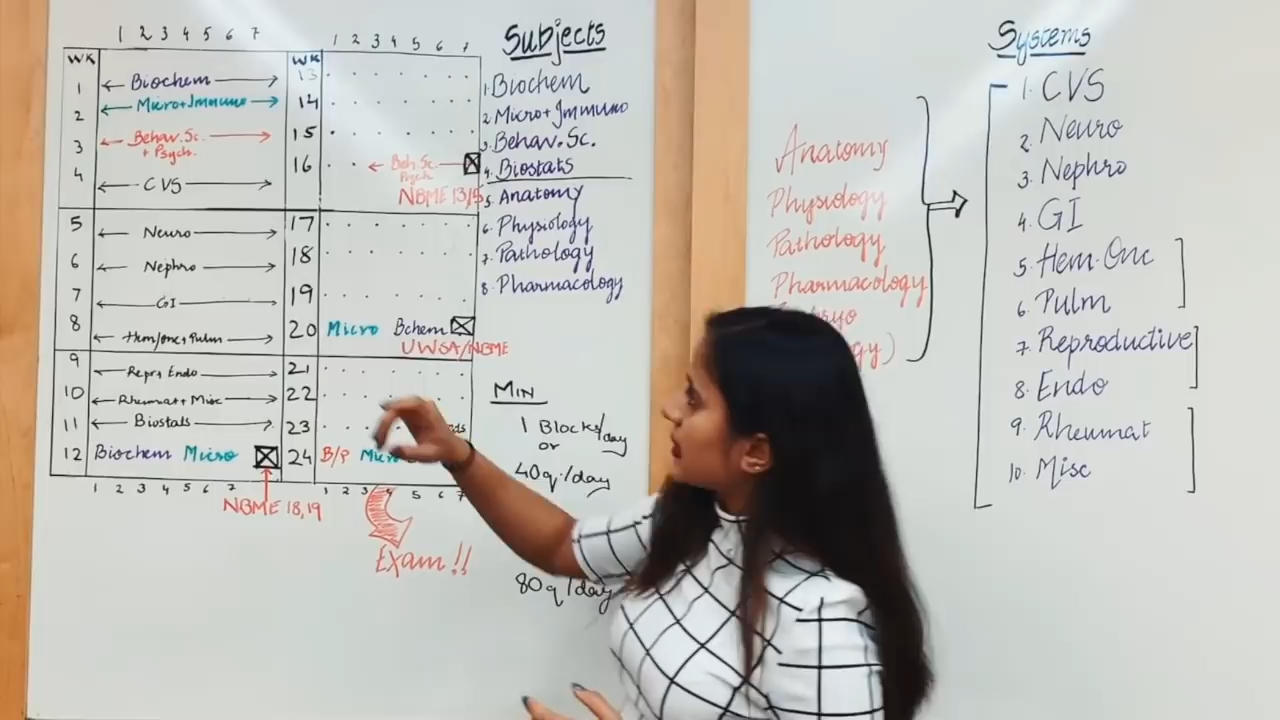 1 2 3 4 5 6 7
1 2 3 4 5 6 7
WK
WK
1 Biochem
2 Micro+Immuno
3 Behav. Sc.
+ Psych.
4 CVS
5 Neuro
6 Nephro
7 GI
8 Hem/onc + Pulm
9 Repr+ Endo
10 Rheumat+ Misc
11 Biostats
12 Biochem Micro
1 2 3 4 5 6 7
NBME 18,19
13
14
15
16 Beh Sc.
Psych
NBME 13/15
17
18
19
20 Micro Bchem
UWSA/NBME
21
22
23
24 B/P
1 2 3 4 5 6 7
Exam !!
Subjects
1. Biochem
2 Micro+ Immuno
3 Behav. Sc.
4. Biostats
5. Anatomy
6. Physiology
7. Pathology
8. Pharmacology
MIN
1 Blocks/day
or
40q/day
80q/day
Anatomy
Physiology
Pathology
Pharmacology
Systems
1. CVS
2. Neuro
3. Nephro
4. GI
5. Hem-Onc
6. Pulm
7. Reproductive
8. Endo
9. Rheumat
10. Misc